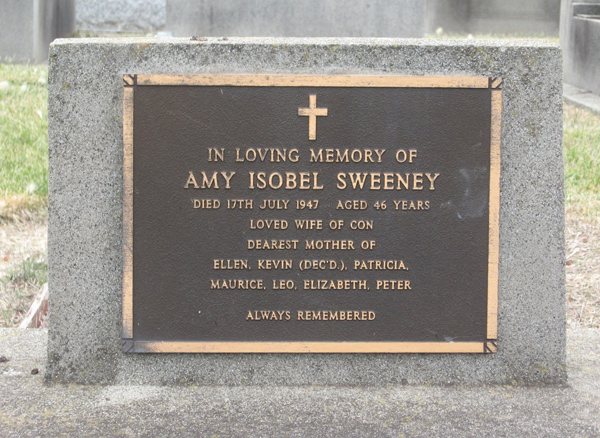 IN LOVING MEMORY OF
AMY ISOBEL SWEENEY
DIED 17TH JULY 1947 AGED 46 YEARS
LOVED WIFE OF CON
DEAREST MOTHER OF
ELLEN, KEVIN (DEC'D.), PATRICIA,
MAURICE, LEO, ELIZABETH, PETER
ALWAYS REMEMBERED